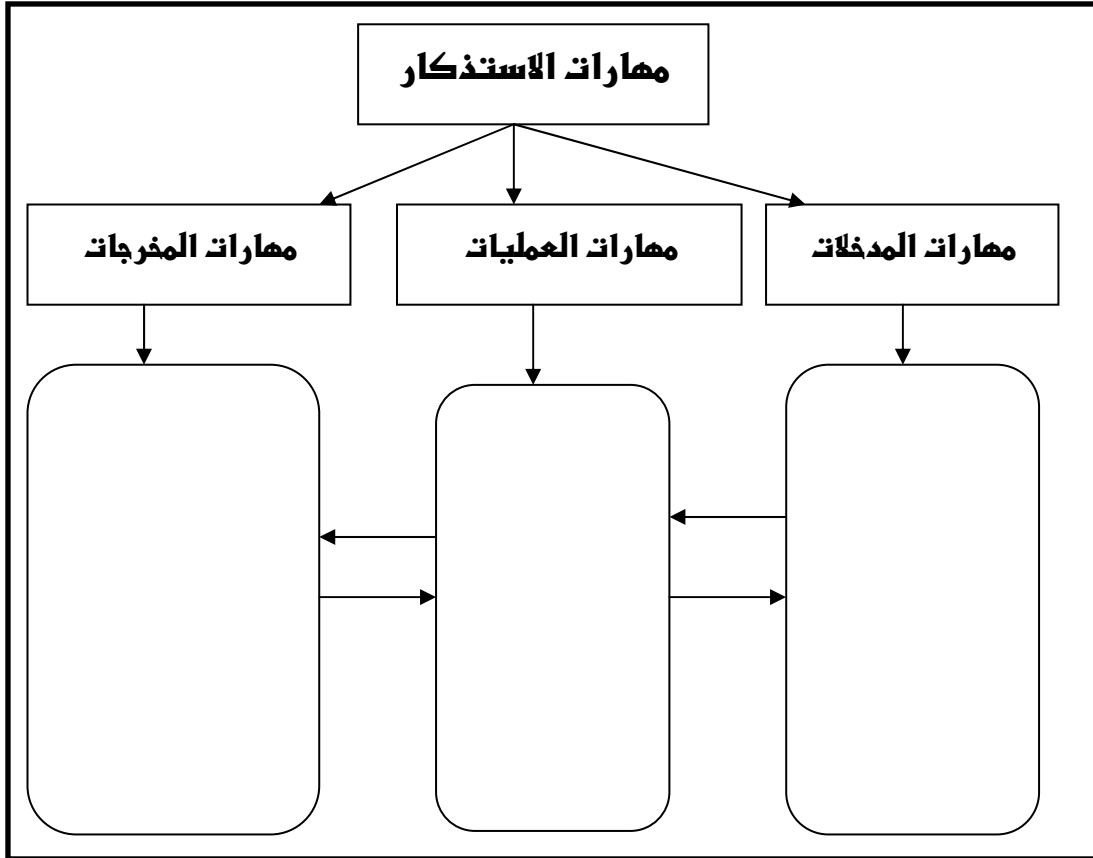 مهارات الاستذكار
مهارات المدخلات
مهارات العمليات
مهارات المخرجات